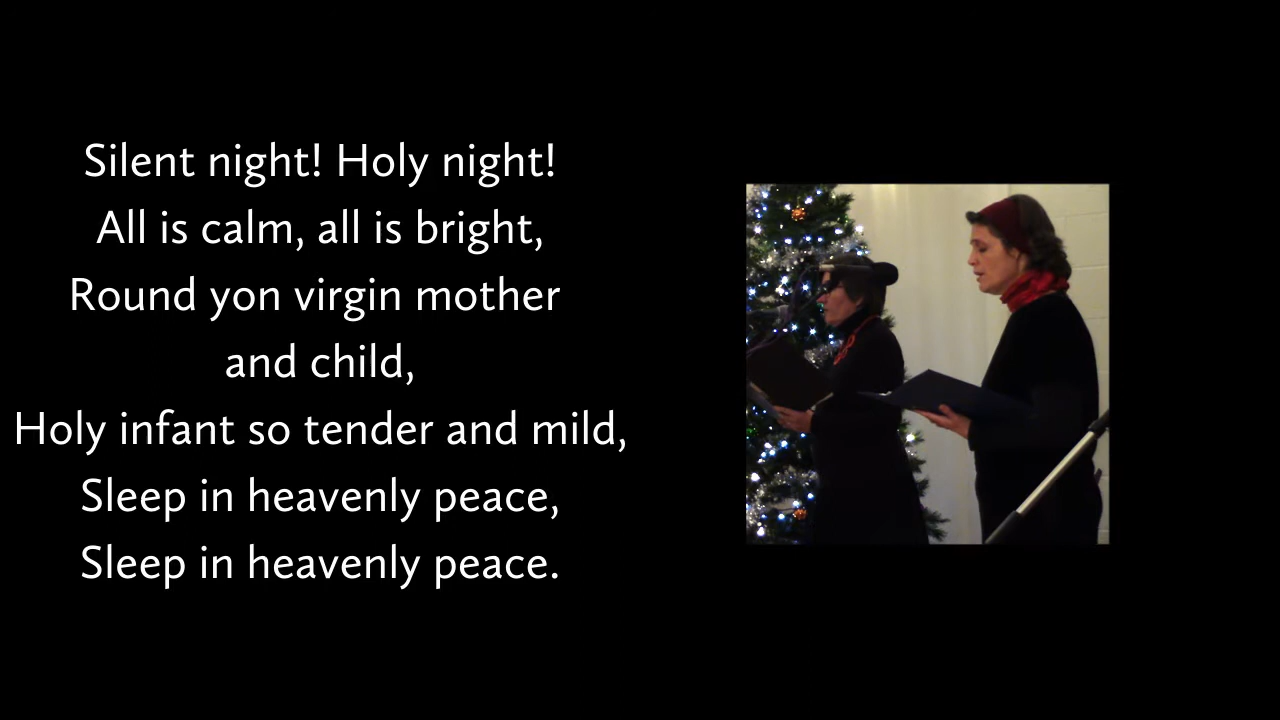 Silent night! Holy night!
All is calm, all is bright,
Round yon virgin mother
and child,
Holy infant so tender and mild,
Sleep in heavenly peace,
Sleep in heavenly peace.